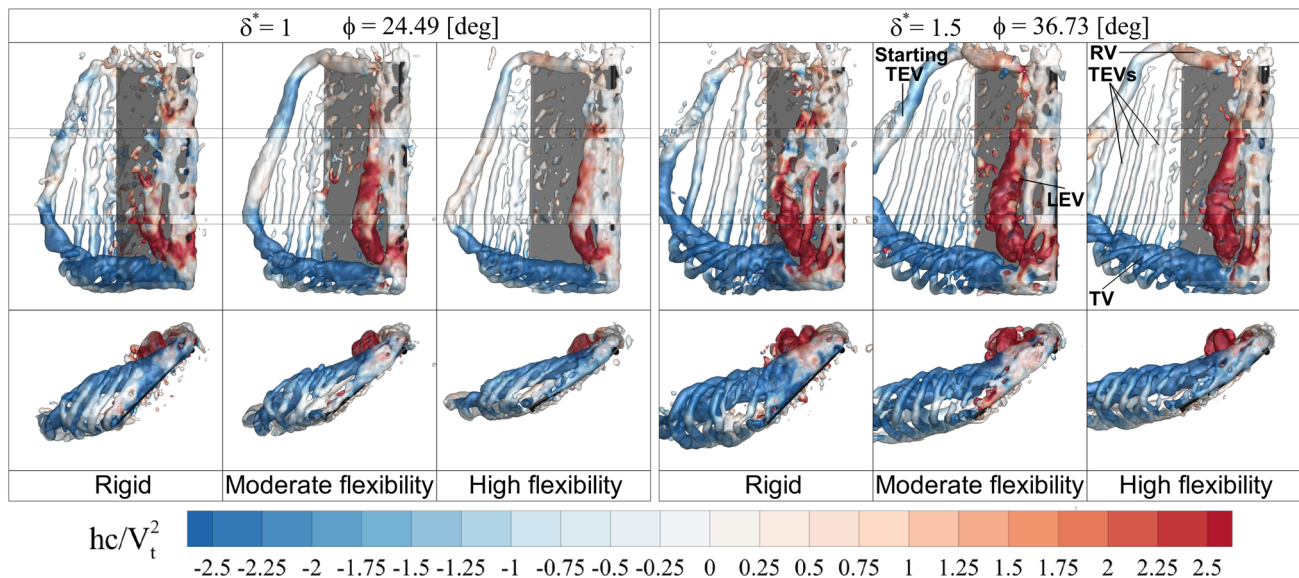 δ* = 1 ϕ = 24.49 [deg]
δ* = 1.5 ϕ = 36.73 [deg]
Starting
TEV
RV
TEVs
LEV
TV
Rigid Moderate flexibility High flexibility
Rigid Moderate flexibility High flexibility
hc/V_t^2
-2.5 -2.25 -2 -1.75 -1.5 -1.25 -1 -0.75 -0.5 -0.25 0 0.25 0.5 0.75 1 1.25 1.5 1.75 2 2.25 2.5